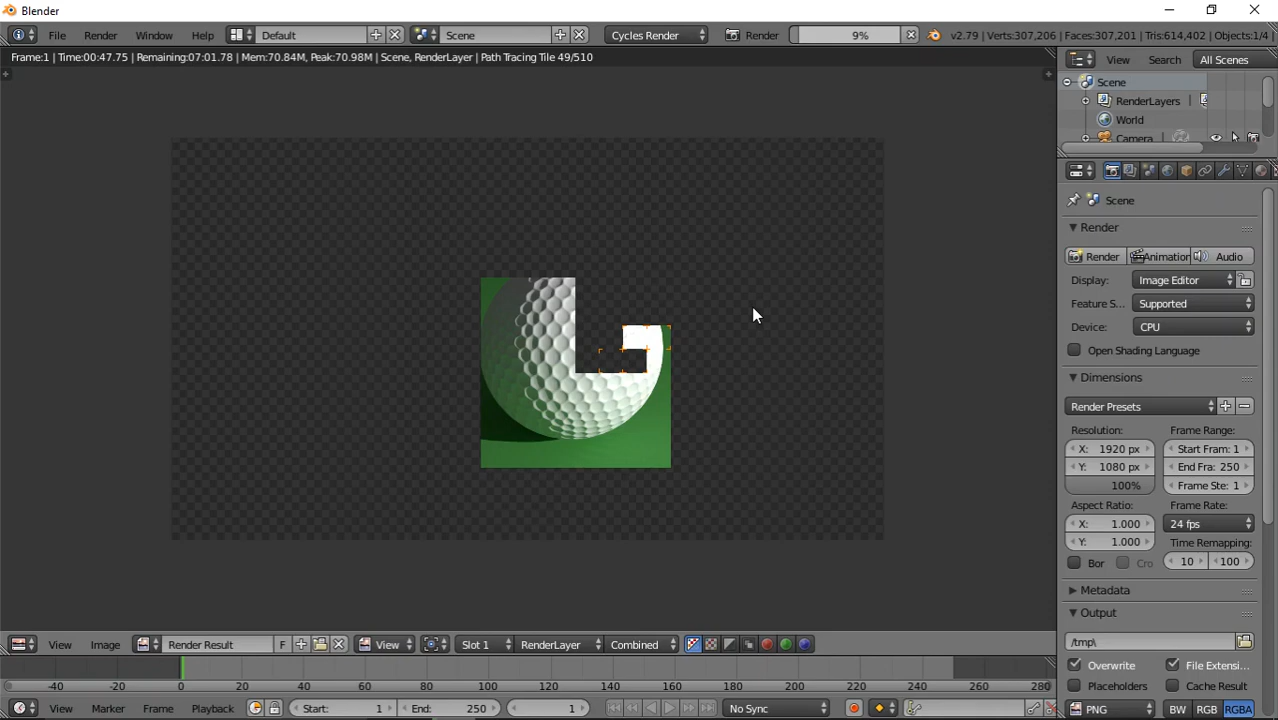 Blender
File Render Window Help Default Scene Cycles Render Render 9% v2.79 | Verts:307,206 | Faces:307,201 | Tris:614,402 | Objects:1/4
Frame:1 | Time:00:47.75 | Remaining:07:01.78 | Mem:70.84M, Peak:70.98M | Scene, RenderLayer | Path Tracing Tile 49/510
View Search All Scenes
Scene
RenderLayers
World
Camera
Scene
Render
Render Animation Audio
Display: Image Editor
Feature S... Supported
Device: CPU
Open Shading Language
Dimensions
Render Presets
Resolution: Frame Range:
X: 1920 px Start Fram: 1
Y: 1080 px End Fra: 250
100% Frame Ste: 1
Aspect Ratio: Frame Rate:
X: 1.000 24 fps
Y: 1.000 Time Remapping:
Bor Cro 10 100
Metadata
Output
/tmp\
Overwrite File Extensi...
Placeholders Cache Result
PNG BW RGB RGBA
View Image Render Result F View Slot 1 RenderLayer Combined
-40 -20 0 20 40 60 80 100 120 140 160 180 200 220 240 260 280
View Marker Frame Playback Start: 1 End: 250 1 No Sync